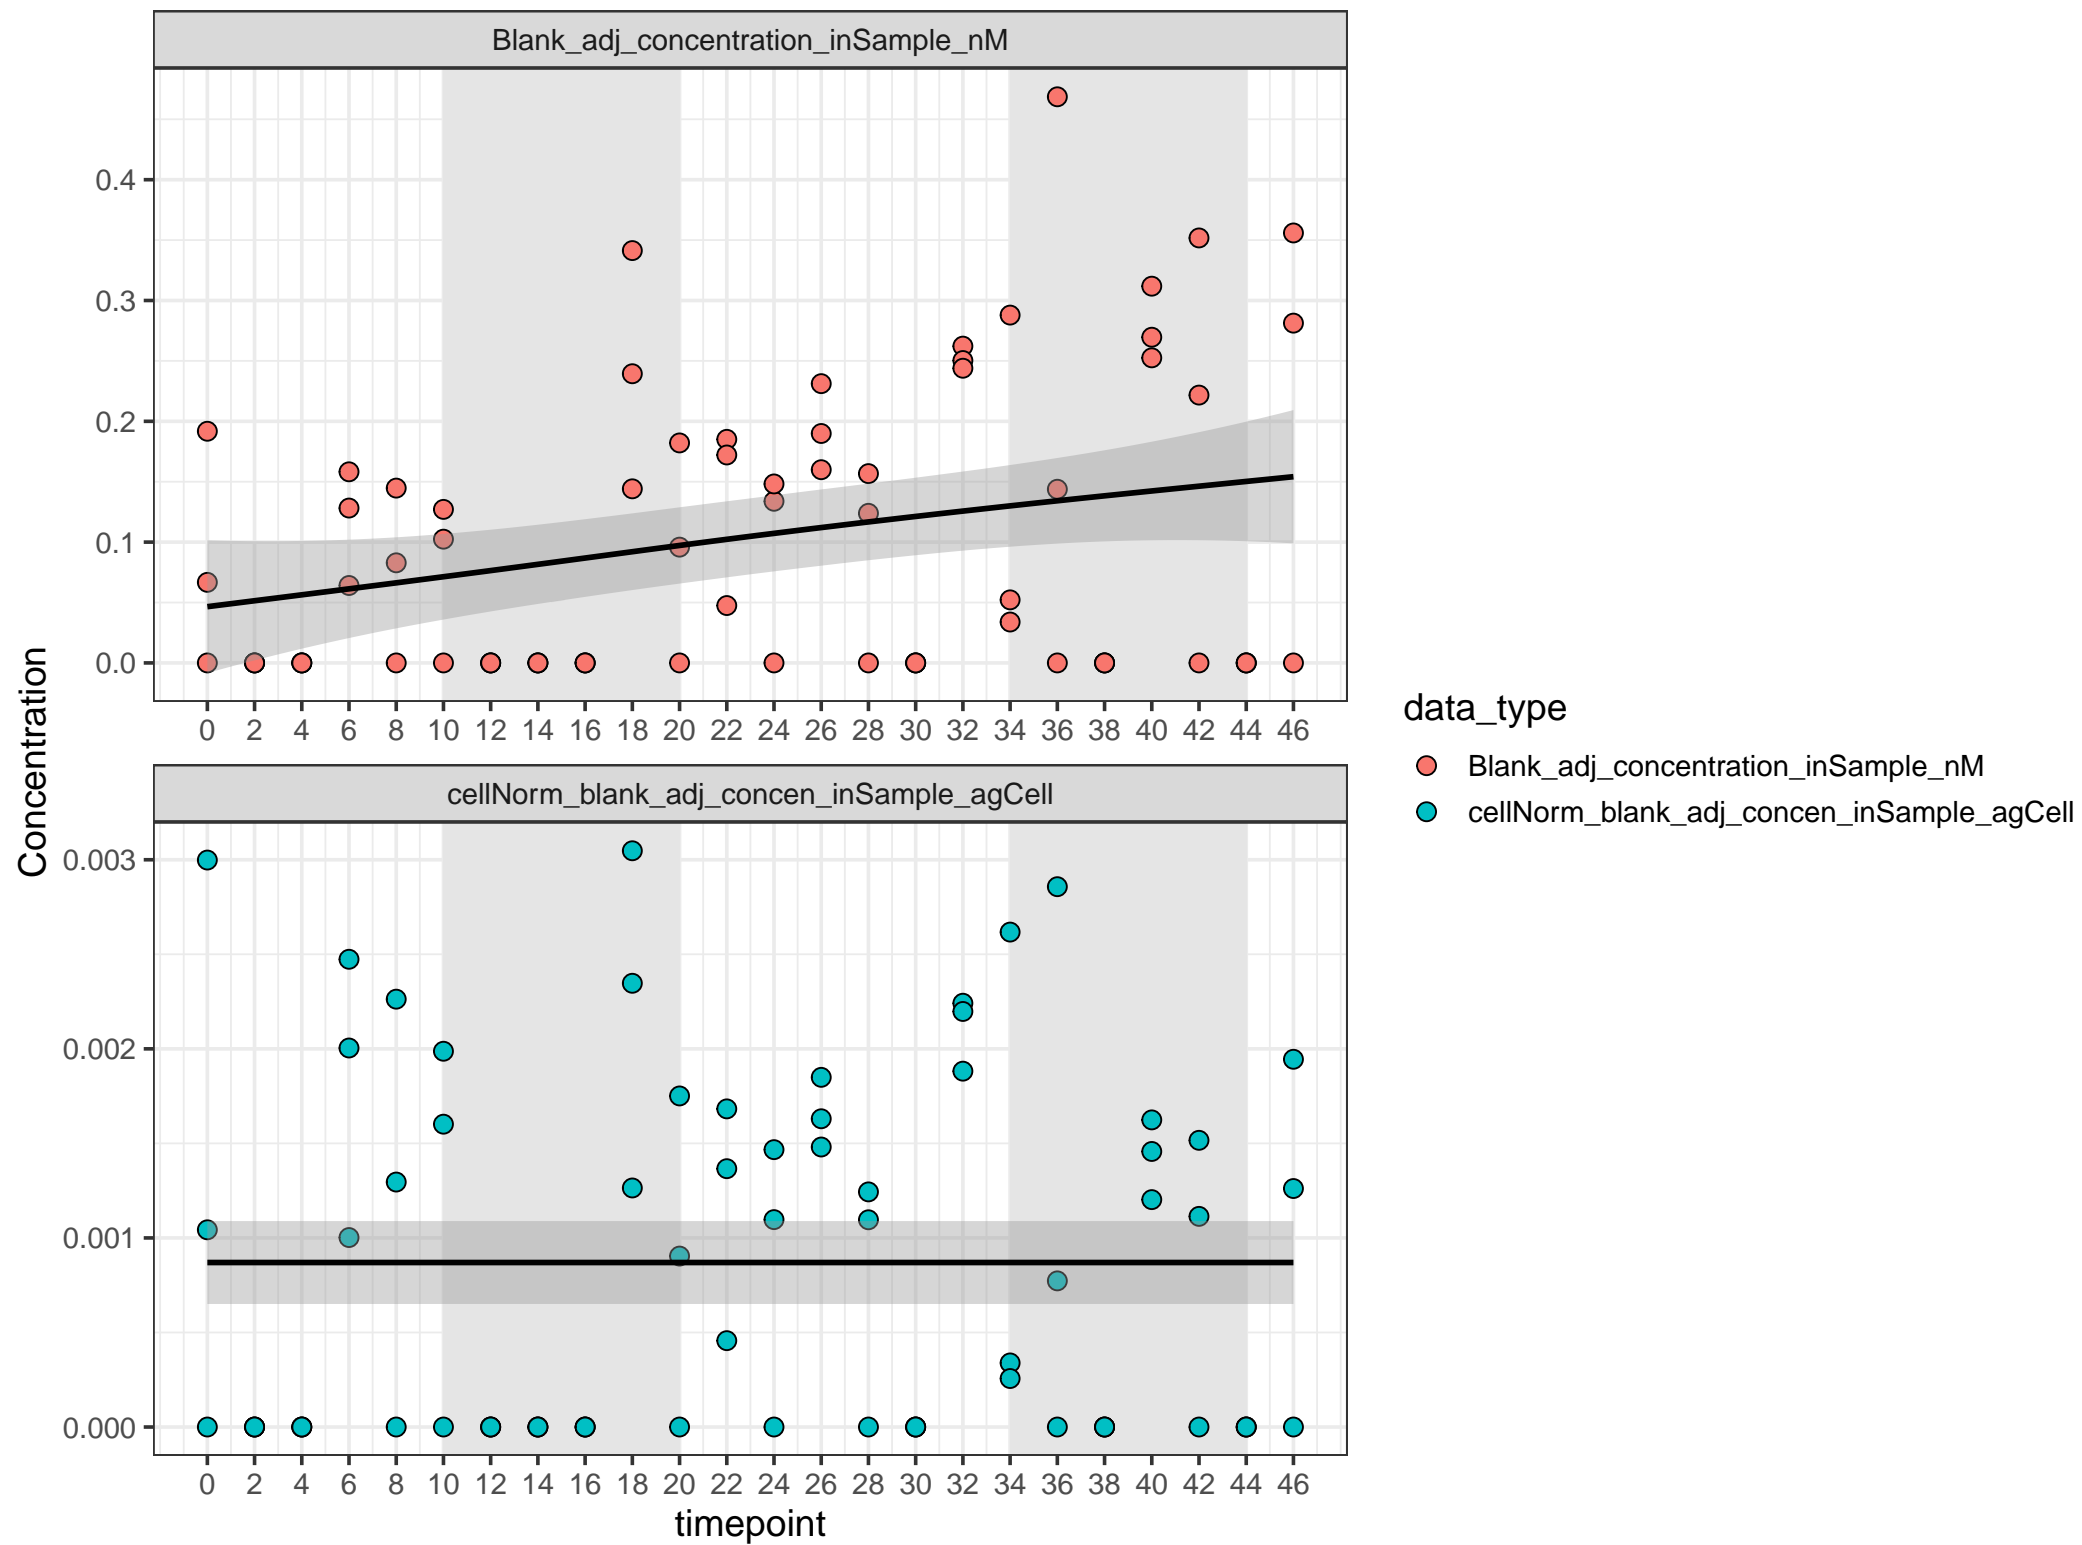 Blank_adj_concentration_inSample_nM
0.4
0.3
0.2
0.1
0.0
0 2 4 6 8 10 12 14 16 18 20 22 24 26 28 30 32 34 36 38 40 42 44 46
cellNorm_blank_adj_concen_inSample_agCell
0.003
0.002
0.001
0.000
0 2 4 6 8 10 12 14 16 18 20 22 24 26 28 30 32 34 36 38 40 42 44 46
timepoint
Concentration
data_type
Blank_adj_concentration_inSample_nM
cellNorm_blank_adj_concen_inSample_agCell